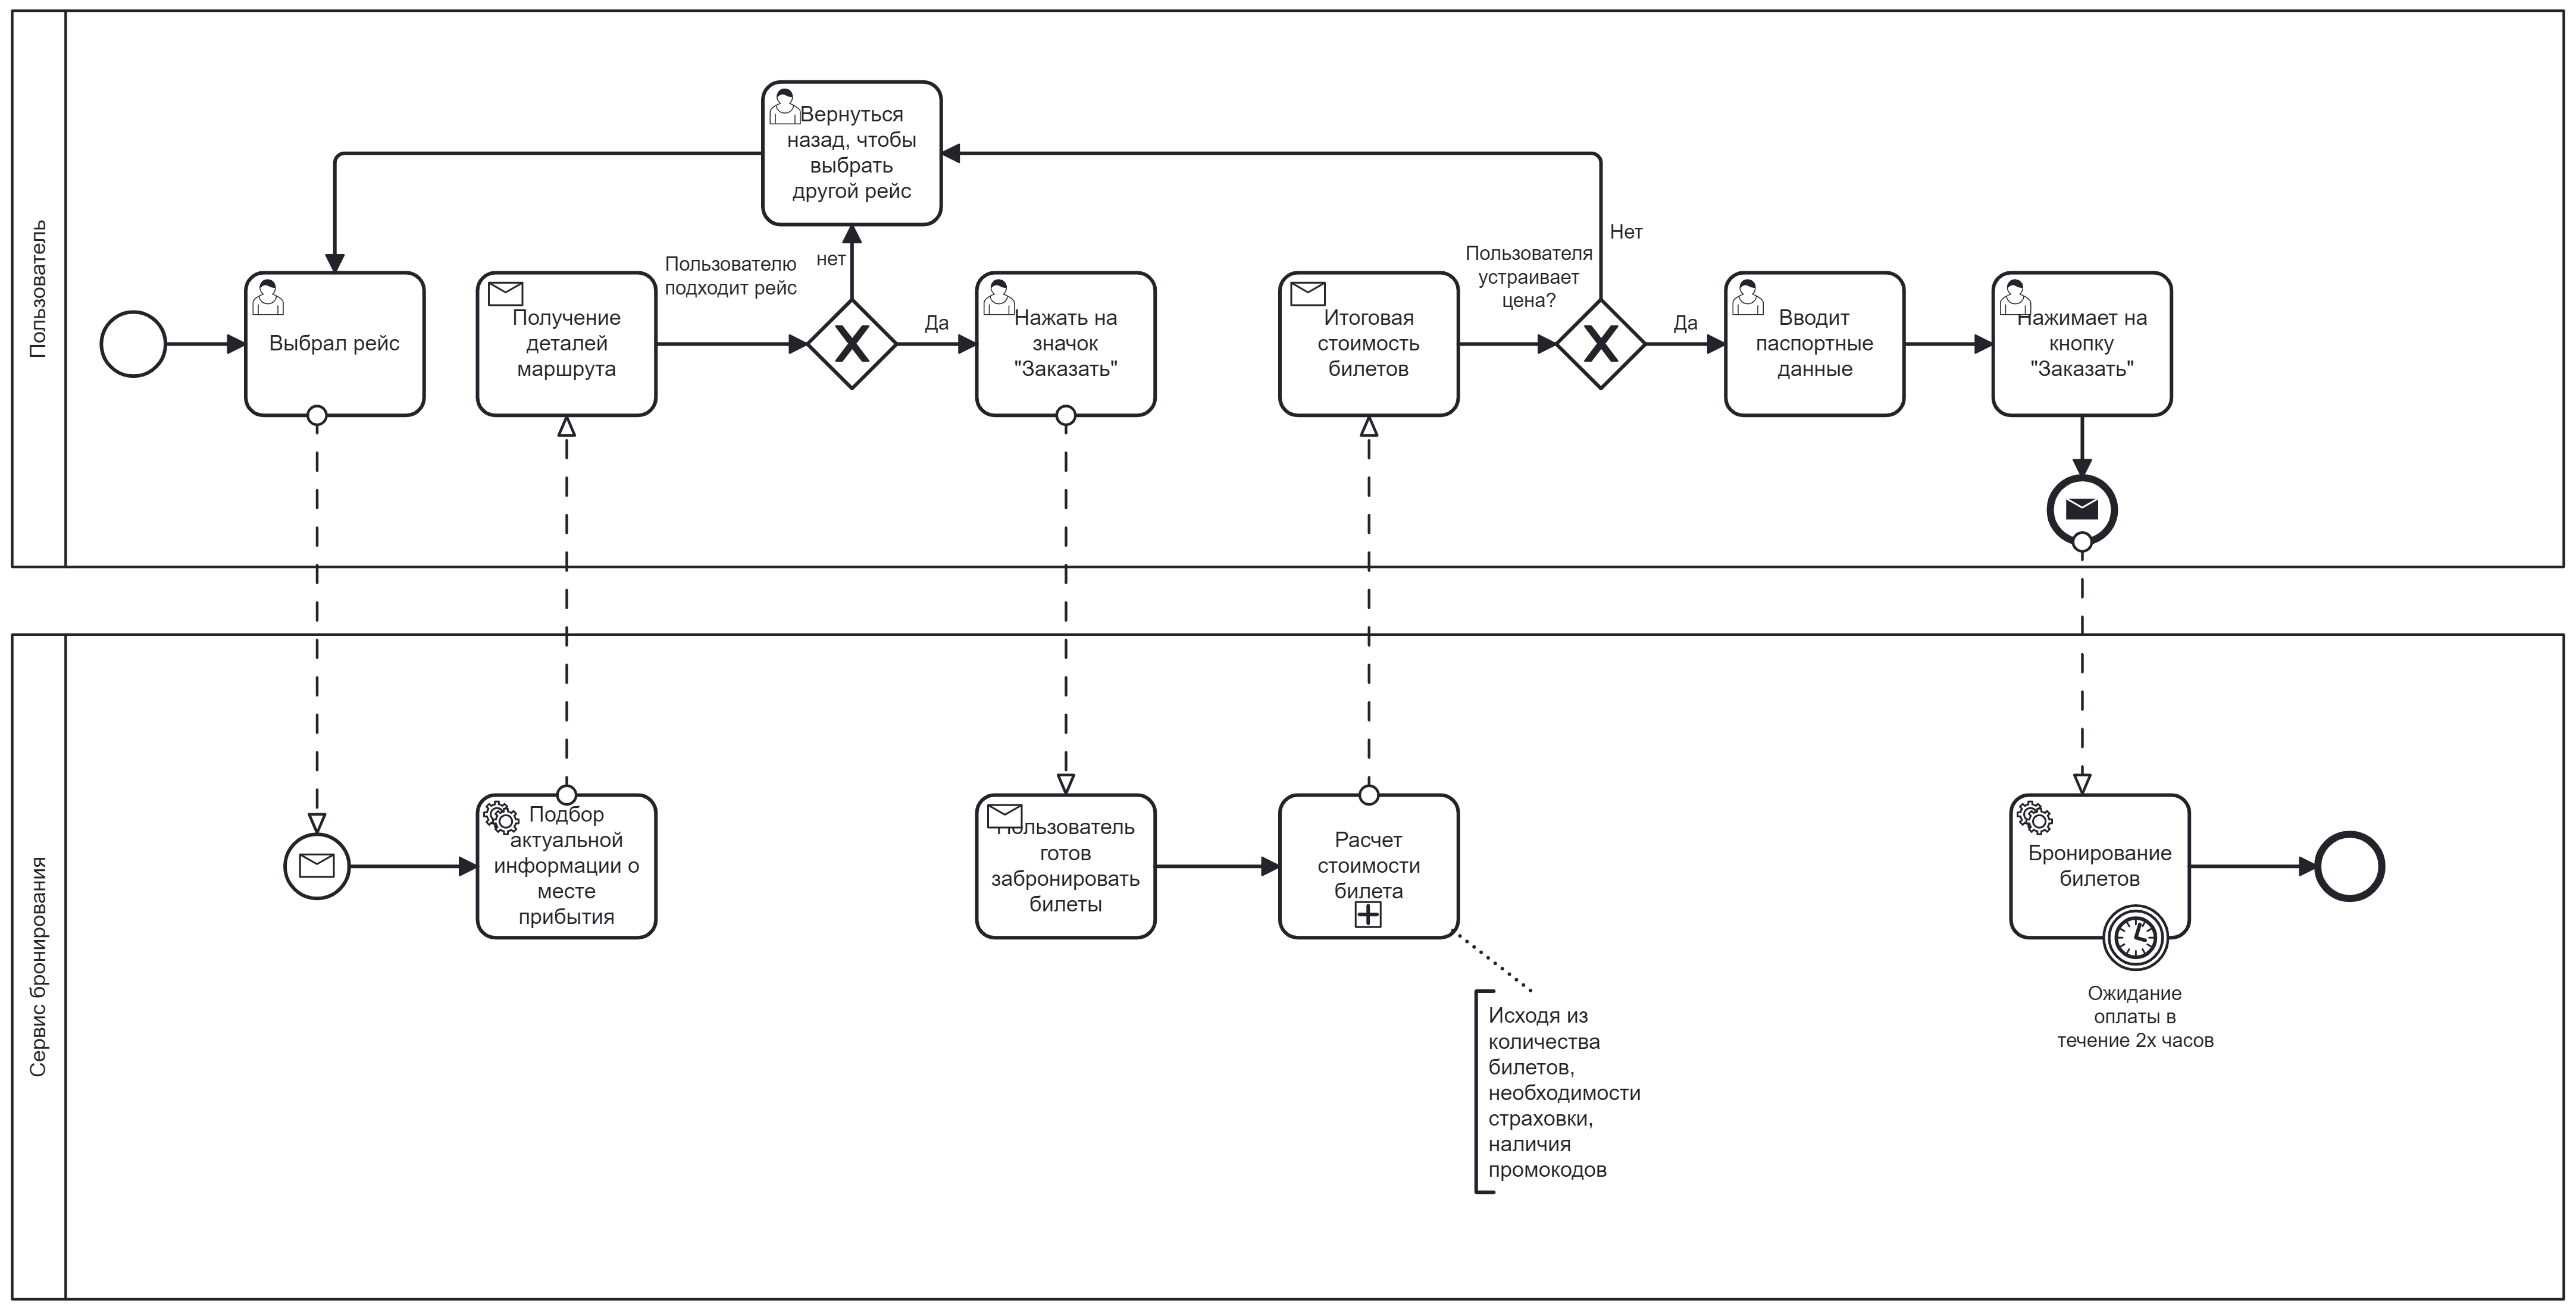 Пользователь
Вернуться
назад, чтобы
выбрать
другой рейс
Выбрал рейс
Получение
деталей
маршрута
Пользователю
подходит рейс
нет
Да
Нажать на
значок
"Заказать"
Итоговая
стоимость
билетов
Пользователя
устраивает
цена?
Нет
Да
Вводит
паспортные
данные
Нажимает на
кнопку
"Заказать"
Сервис бронирования
Подбор
актуальной
информации о
месте
прибытия
Пользователь
готов
забронировать
билеты
Расчет
стоимости
билета
Исходя из
количества
билетов,
необходимости
страховки,
наличия
промокодов
Бронирование
билетов
Ожидание
оплаты в
течение 2х часов